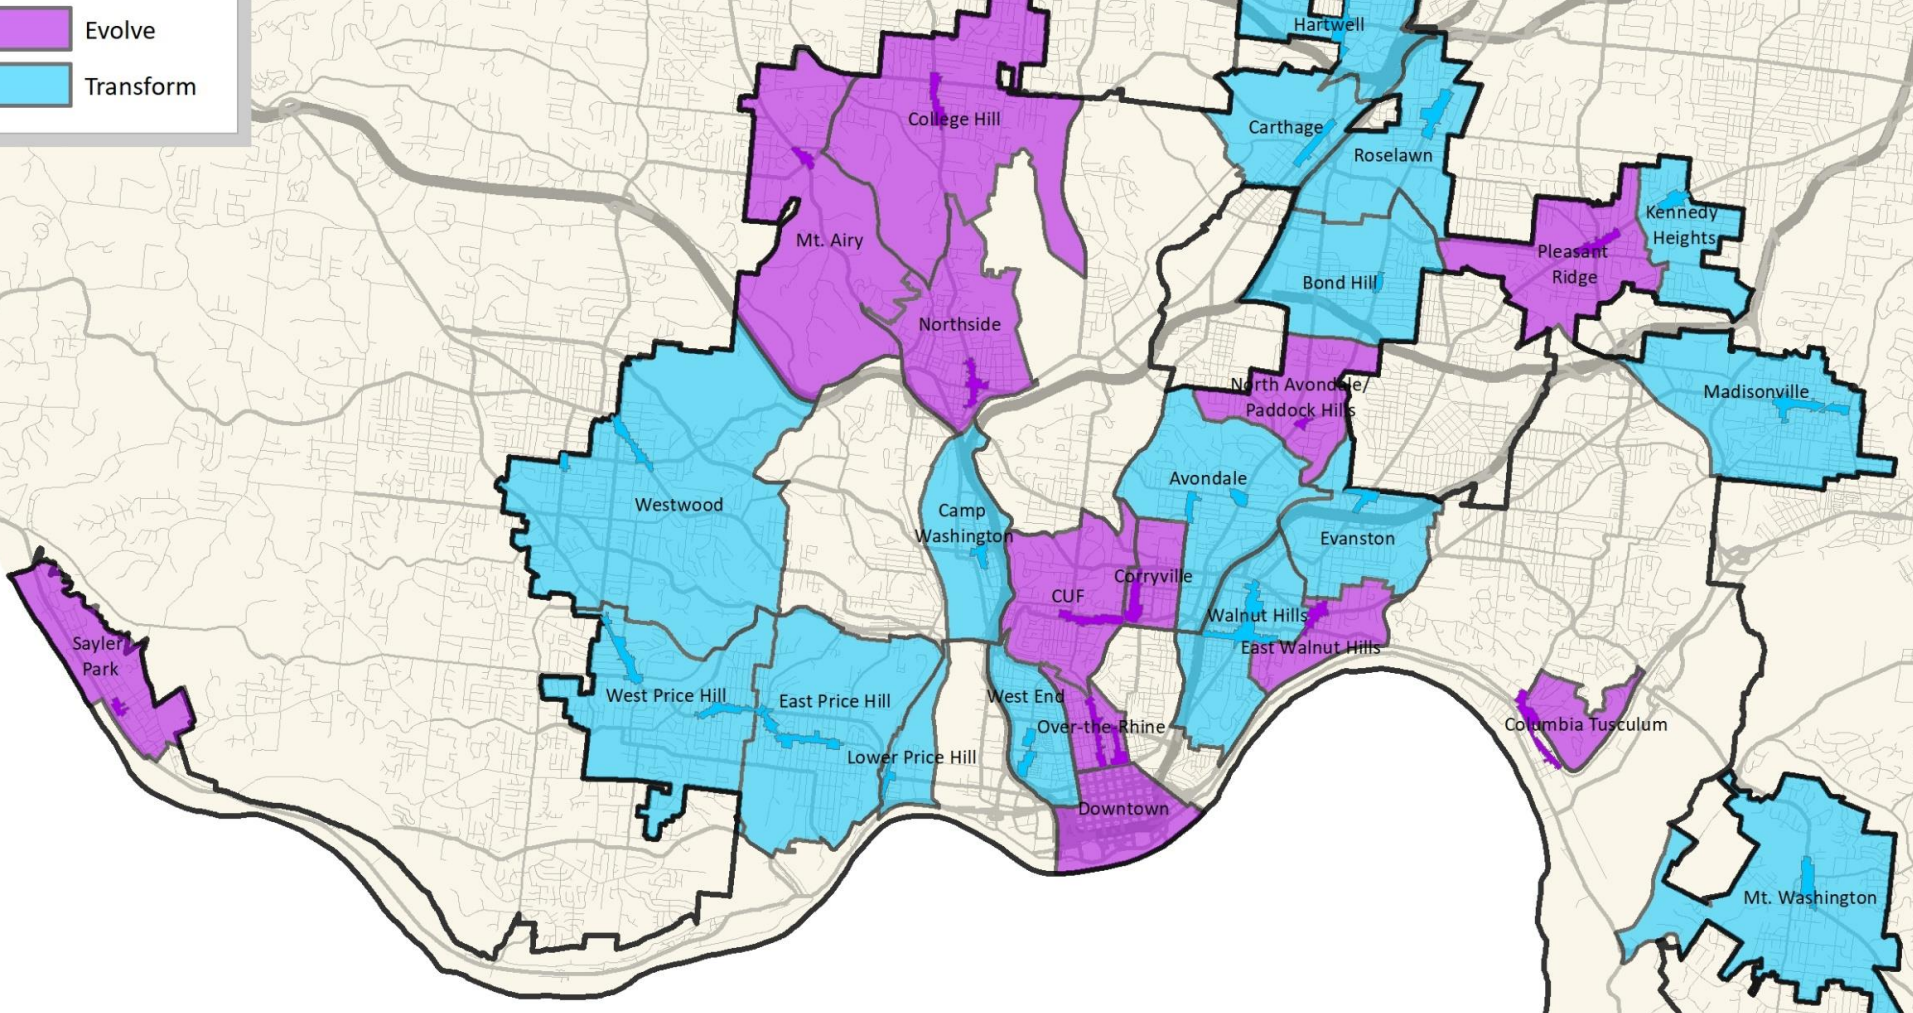 Evolve
Transform
Hartwell
College Hill
Carthage
Roselawn
Mt. Airy
Kennedy
Heights
Pleasant
Ridge
Bond Hill
Northside
North Avondale/
Paddock Hills
Madisonville
Westwood
Avondale
Camp
Washington
Evanston
Corryville
CUF
Walnut Hills
East Walnut Hills
Sayler
Park
West Price Hill
East Price Hill
West End
Over-the-Rhine
Columbia Tusculum
Lower Price Hill
Downtown
Mt. Washington